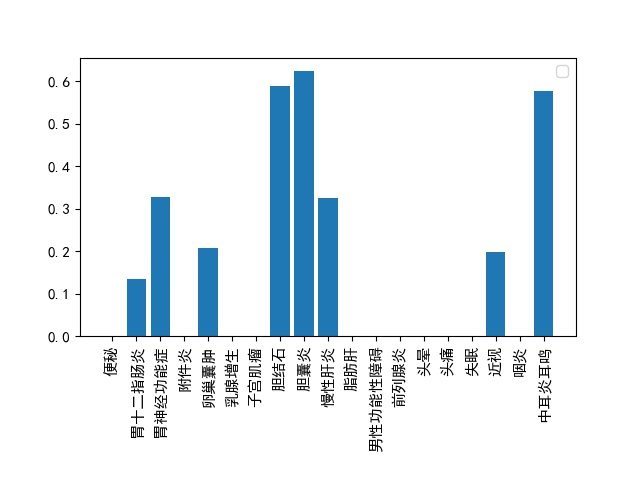 0.6
0.5
0.4
0.3
0.2
0.1
0.0
便秘
胃十二指肠炎
胃神经功能症
附件炎
卵巢囊肿
乳腺增生
子宫肌瘤
胆结石
胆囊炎
慢性肝炎
脂肪肝
男性功能性障碍
前列腺炎
头晕
头痛
失眠
近视
咽炎
中耳炎耳鸣